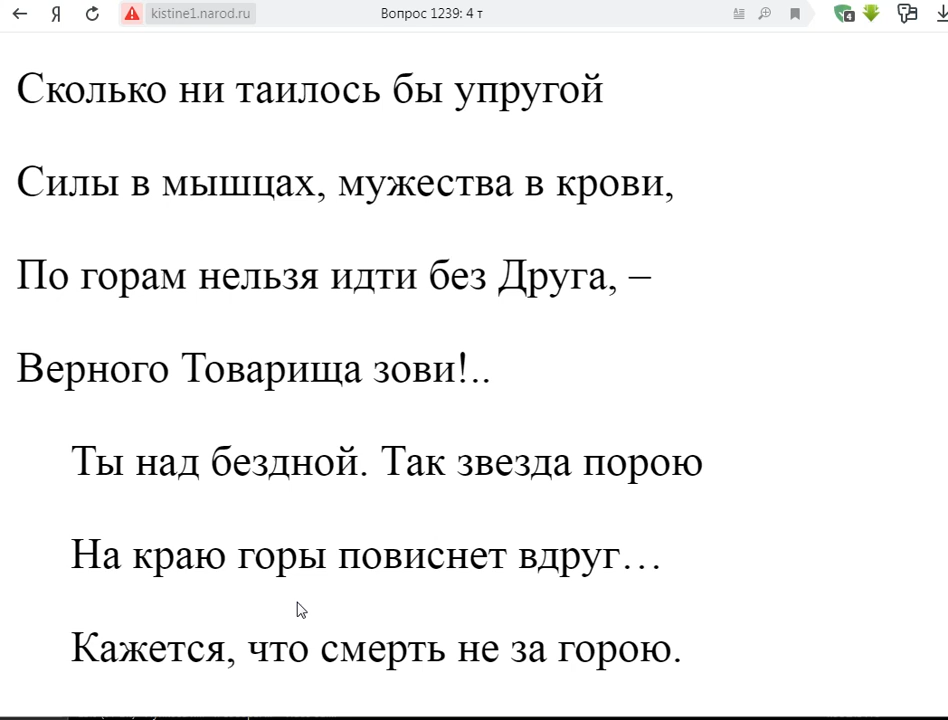 kistine1.narod.ru
Вопрос 1239: 4 т
4
Сколько ни таилось бы упругой
Силы в мышцах, мужества в крови,
По горам нельзя идти без Друга, –
Верного Товарища зови!..
Ты над бездной. Так звезда порою
На краю горы повиснет вдруг…
Кажется, что смерть не за горою.